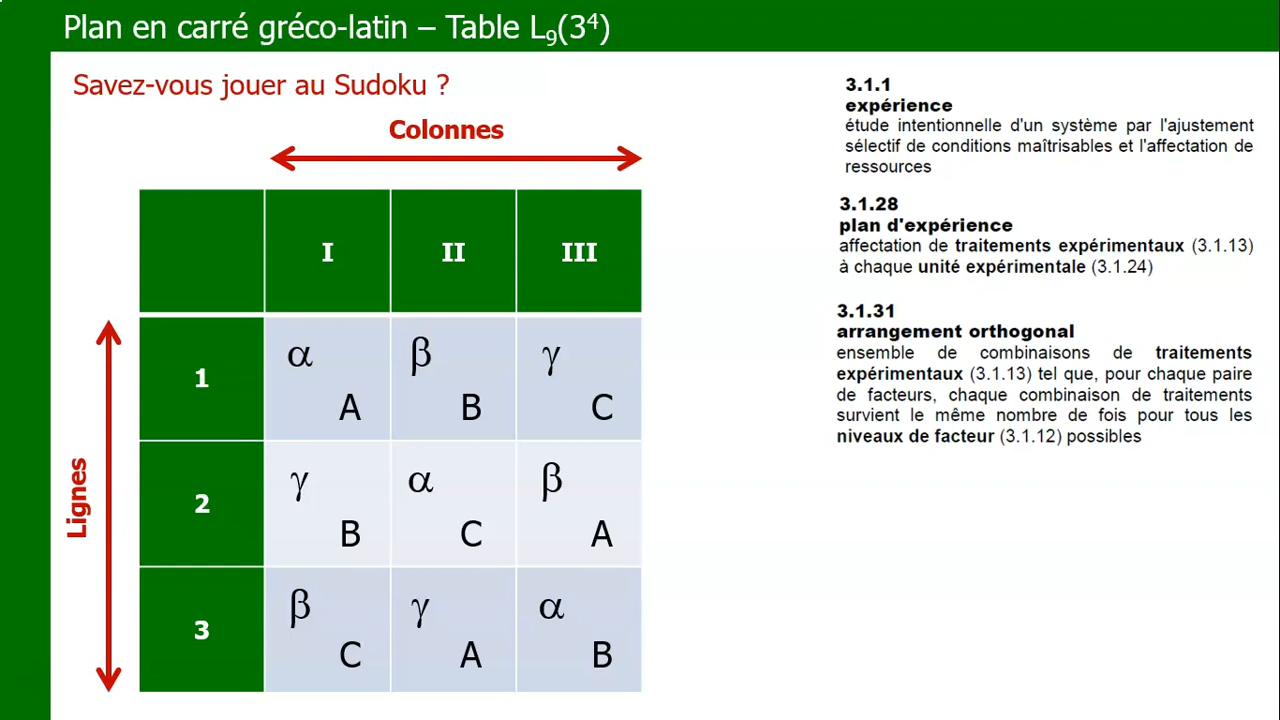 Plan en carré gréco-latin – Table L₉(3⁴)
Savez-vous jouer au Sudoku ?
Colonnes
Lignes
I II III
1
α β γ
A B C
2
γ α β
B C A
3
β γ α
C A B
3.1.1
expérience
étude intentionnelle d'un système par l'ajustement
sélectif de conditions maîtrisables et l'affectation de
ressources
3.1.28
plan d'expérience
affectation de traitements expérimentaux (3.1.13)
à chaque unité expérimentale (3.1.24)
3.1.31
arrangement orthogonal
ensemble de combinaisons de traitements
expérimentaux (3.1.13) tel que, pour chaque paire
de facteurs, chaque combinaison de traitements
survient le même nombre de fois pour tous les
niveaux de facteur (3.1.12) possibles